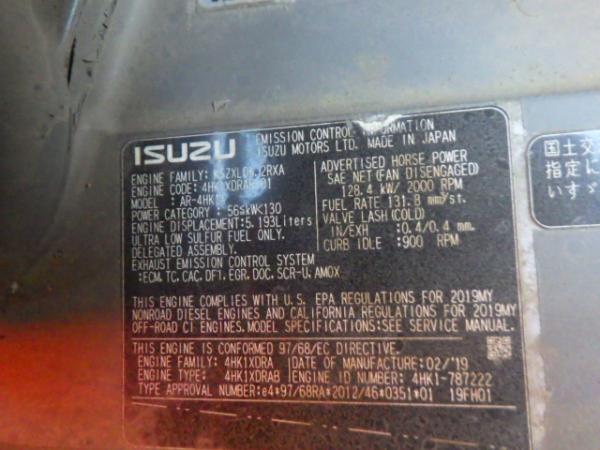 ISUZU
EMISSION CONTROL INFORMATION
ISUZU MOTORS LTD. MADE IN JAPAN
ENGINE FAMILY:
ENGINE CODE:
MODEL : AR-4HK1X
POWER CATEGORY : 56≤kW<130
ENGINE DISPLACEMENT: 5.193Liters
ULTRA LOW SULFUR FUEL ONLY.
DELEGATED ASSEMBLY.
EXHAUST EMISSION CONTROL SYSTEM
:ECM, TC, CAC, DFI, EGR, DOC, SCR-U, AMOX
ADVERTISED HORSE POWER
SAE NET (FAN DISENGAGED)
128.4 kW/ 2000 RPM
FUEL RATE 131.8 mm³/st.
VALVE LASH (COLD)
IN/EXH :0.4/0.4 mm.
CURB IDLE :900 RPM
THIS ENGINE COMPLIES WITH U.S. EPA REGULATIONS FOR 2019MY
NONROAD DIESEL ENGINES AND CALIFORNIA REGULATIONS FOR 2019MY
OFF-ROAD CI ENGINES. MODEL SPECIFICATIONS:SEE SERVICE MANUAL.
THIS ENGINE IS CONFORMED 97/68/EC DIRECTIVE.
ENGINE FAMILY: 4HK1XDRA DATE OF MANUFACTURE: 02/'19
ENGINE TYPE: 4HK1XDRAB ENGINE ID NUMBER: 4HK1-787222
TYPE APPROVAL NUMBER:e4*97/68RA*2012/46*0351*01 19FH01
国土交
指定
いすゞ